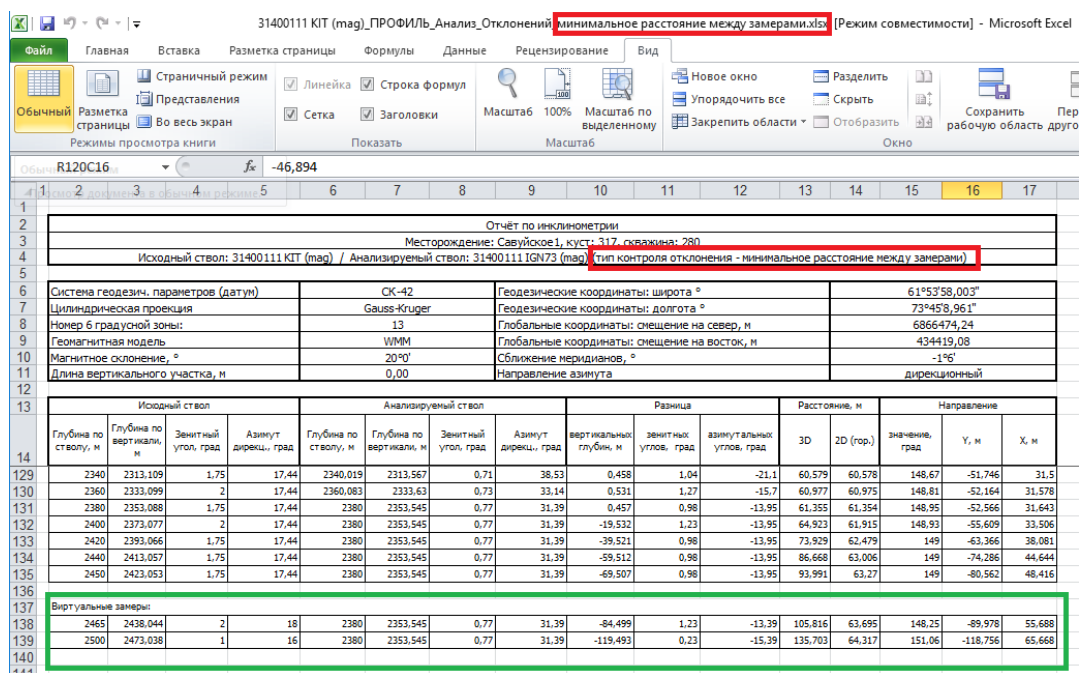 31400111 KIT (mag)_ПРОФИЛЬ_Анализ_Отклонений_минимальное расстояние между замерами.xlsx [Режим совместимости] - Microsoft Excel
Файл Главная Вставка Разметка страницы Формулы Данные Рецензирование Вид
Обычный
Разметка страницы
Страничный режим
Представления
Во весь экран
Режимы просмотра книги
Линейка Строка формул
Сетка Заголовки
Показать
Масштаб
100%
Масштаб по выделенному
Масштаб
Новое окно
Упорядочить все
Закрепить области
Разделить
Скрыть
Отобразить
Сохранить рабочую область
Окно
R120C16 fx -46,894
1 2 3 4 5 6 7 8 9 10 11 12 13 14 15 16 17
1
2 Отчёт по инклинометрии
3 Месторождение: Савуйское1, куст: 317, скважина: 280
4 Исходный ствол: 31400111 KIT (mag) / Анализируемый ствол: 31400111 IGN73 (mag) (тип контроля отклонения - минимальное расстояние между замерами)
5
6 Система геодезич. параметров (датум) СК-42 Геодезические координаты: широта ° 61°53'58,003"
7 Цилиндрическая проекция Gauss-Kruger Геодезические координаты: долгота ° 73°45'8,961"
8 Номер 6 градусной зоны: 13 Глобальные координаты: смещение на север, м 6866474,24
9 Геомагнитная модель WMM Глобальные координаты: смещение на восток, м 434419,08
10 Магнитное склонение, ° 20°0' Сближение меридианов, ° -1°6'
11 Длина вертикального участка, м 0,00 Направление азимута дирекционный
12
13 Исходный ствол Анализируемый ствол Разница Расстояние, м Направление
14 Глубина по стволу, м Глубина по вертикали, м Зенитный угол, град Азимут дирекц., град Глубина по стволу, м Глубина по вертикали, м Зенитный угол, град Азимут дирекц., град вертикальных глубин, м зенитных углов, град азимутальных углов, град 3D 2D (гор.) значение, град Y, м X, м
129 2340 2313,109 1,75 17,44 2340,019 2313,567 0,71 38,53 0,458 1,04 -21,1 60,579 60,578 148,67 -51,746 31,5
130 2360 2333,099 2 17,44 2360,083 2333,63 0,73 33,14 0,531 1,27 -15,7 60,977 60,975 148,81 -52,164 31,578
131 2380 2353,088 1,75 17,44 2380 2353,545 0,77 31,39 0,457 0,98 -13,95 61,355 61,354 148,95 -52,566 31,643
132 2400 2373,077 2 17,44 2380 2353,545 0,77 31,39 -19,532 1,23 -13,95 64,923 61,915 148,93 -55,609 33,506
133 2420 2393,066 1,75 17,44 2380 2353,545 0,77 31,39 -39,521 0,98 -13,95 73,929 62,479 149 -63,366 38,081
134 2440 2413,057 1,75 17,44 2380 2353,545 0,77 31,39 -59,512 0,98 -13,95 86,668 63,006 149 -74,286 44,644
135 2450 2423,053 1,75 17,44 2380 2353,545 0,77 31,39 -69,507 0,98 -13,95 93,991 63,27 149 -80,562 48,416
136
137 Виртуальные замеры:
138 2465 2438,044 2 18 2380 2353,545 0,77 31,39 -84,499 1,23 -13,39 105,816 63,695 148,25 -89,978 55,688
139 2500 2473,038 1 16 2380 2353,545 0,77 31,39 -119,493 0,23 -15,39 135,703 64,317 151,06 -118,756 65,668
140